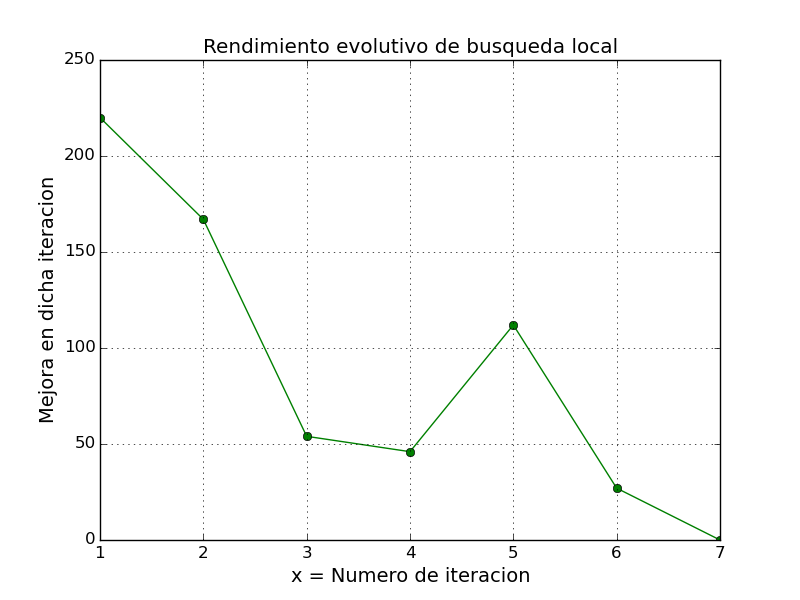 Rendimiento evolutivo de busqueda local
250
200
150
100
50
0
Mejora en dicha iteracion
1 2 3 4 5 6 7
x = Numero de iteracion